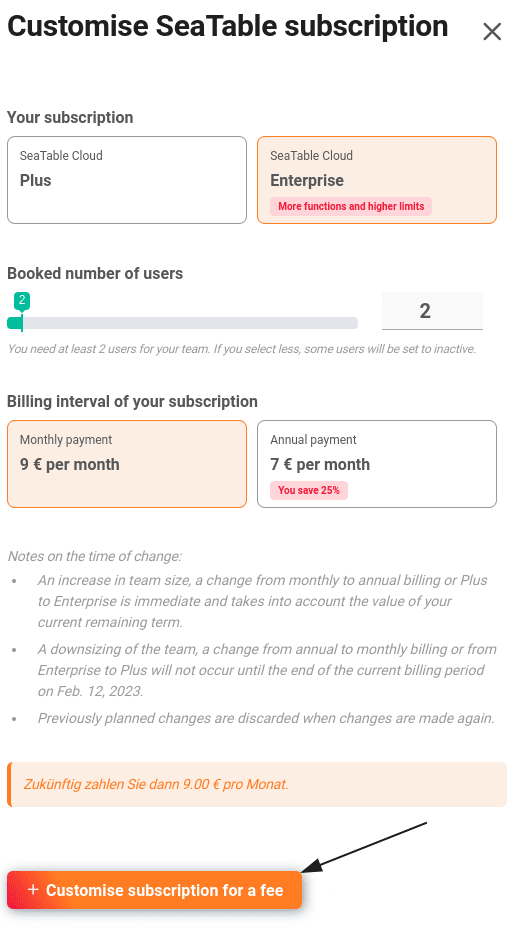 Customise SeaTable subscription
Your subscription
SeaTable Cloud
Plus
SeaTable Cloud
Enterprise
More functions and higher limits
Booked number of users
2
2
You need at least 2 users for your team. If you select less, some users will be set to inactive.
Billing interval of your subscription
Monthly payment
9 € per month
Annual payment
7 € per month
You save 25%
Notes on the time of change:
• An increase in team size, a change from monthly to annual billing or Plus
to Enterprise is immediate and takes into account the value of your
current remaining term.
• A downsizing of the team, a change from annual to monthly billing or from
Enterprise to Plus will not occur until the end of the current billing period
on Feb. 12, 2023.
• Previously planned changes are discarded when changes are made again.
Zukünftig zahlen Sie dann 9.00 € pro Monat.
+ Customise subscription for a fee